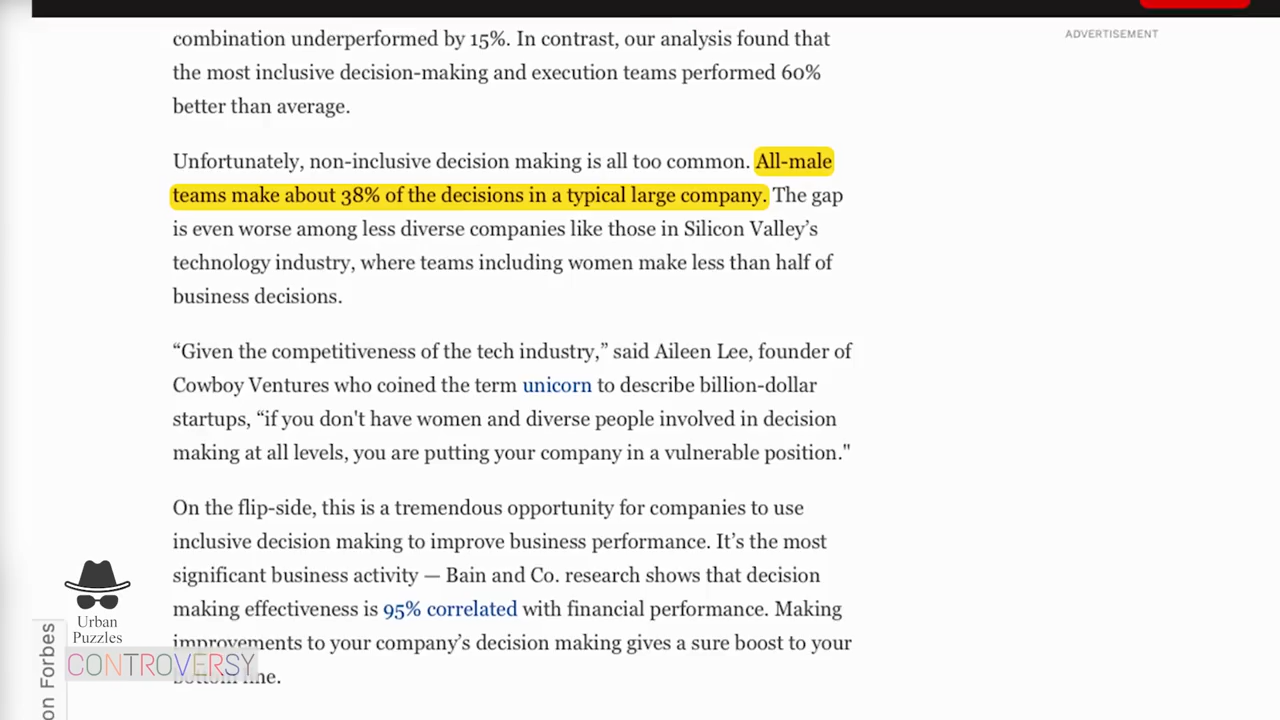 ADVERTISEMENT
combination underperformed by 15%. In contrast, our analysis found that
the most inclusive decision-making and execution teams performed 60%
better than average.
Unfortunately, non-inclusive decision making is all too common. All-male
teams make about 38% of the decisions in a typical large company. The gap
is even worse among less diverse companies like those in Silicon Valley’s
technology industry, where teams including women make less than half of
business decisions.
“Given the competitiveness of the tech industry,” said Aileen Lee, founder of
Cowboy Ventures who coined the term unicorn to describe billion-dollar
startups, “if you don't have women and diverse people involved in decision
making at all levels, you are putting your company in a vulnerable position."
On the flip-side, this is a tremendous opportunity for companies to use
inclusive decision making to improve business performance. It’s the most
significant business activity — Bain and Co. research shows that decision
making effectiveness is 95% correlated with financial performance. Making
improvements to your company’s decision making gives a sure boost to your
Urban
Puzzles
CONTROVERSY
on Forbes